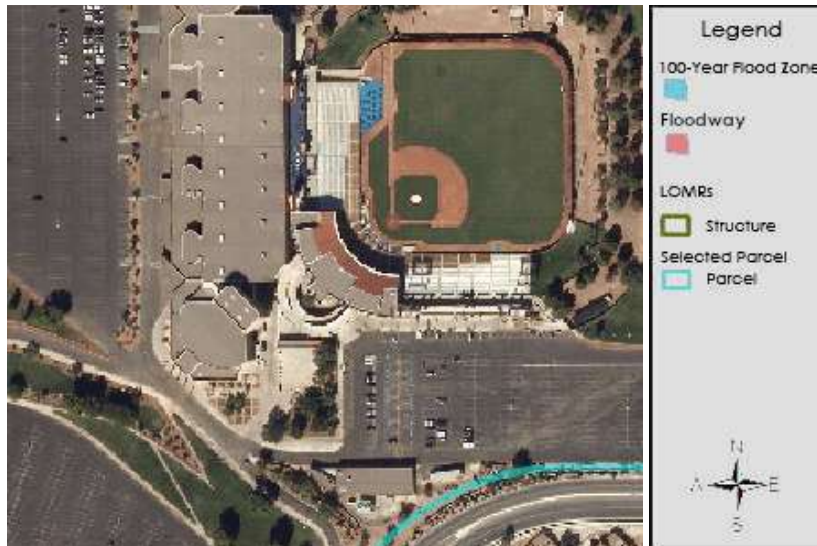 Legend
100-Year Flood Zone
Floodway
LOMRs
Structure
Selected Parcel
Parcel
N
A E
S